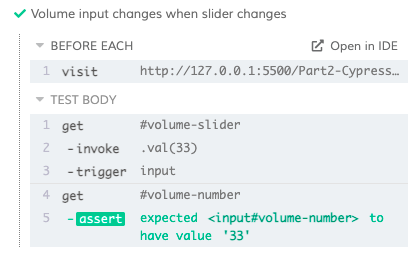 Volume input changes when slider changes
BEFORE EACH Open in IDE
1 visit http://127.0.0.1:5500/Part2-Cypress…
TEST BODY
1 get #volume-slider
2 -invoke .val(33)
3 -trigger input
4 get #volume-number
5 -assert expected <input#volume-number> to
have value '33'